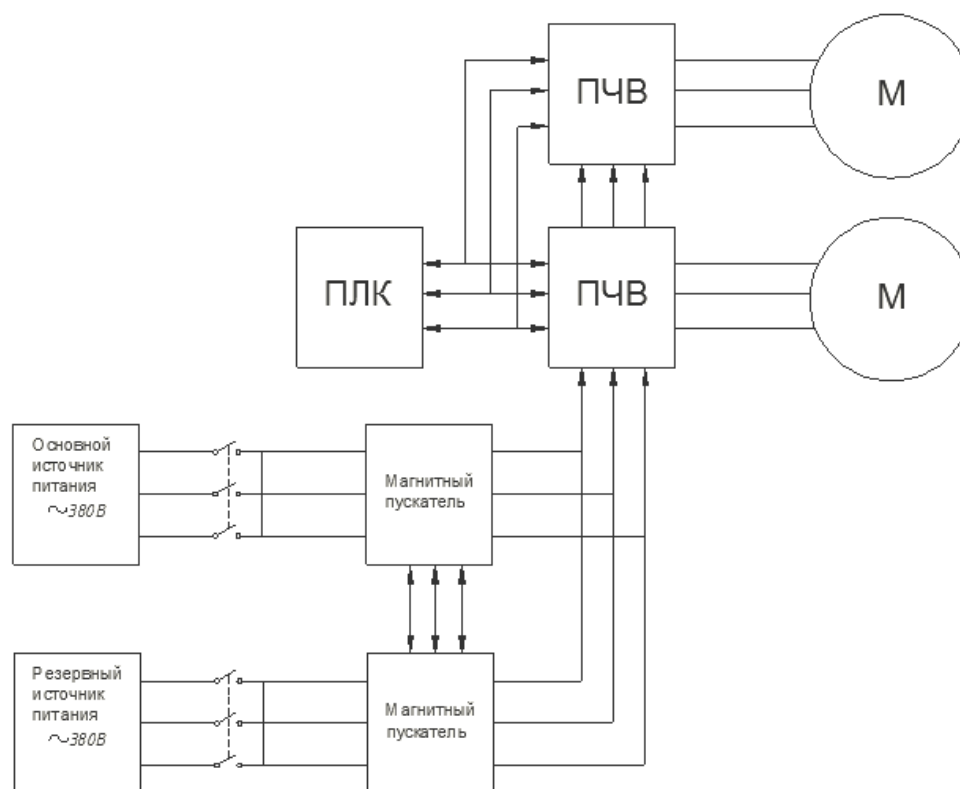 ПЧВ
М
ПЛК
ПЧВ
М
Основной
источник
питания
~380В
Магнитный
пускатель
Резервный
источник
питания
~380В
Магнитный
пускатель